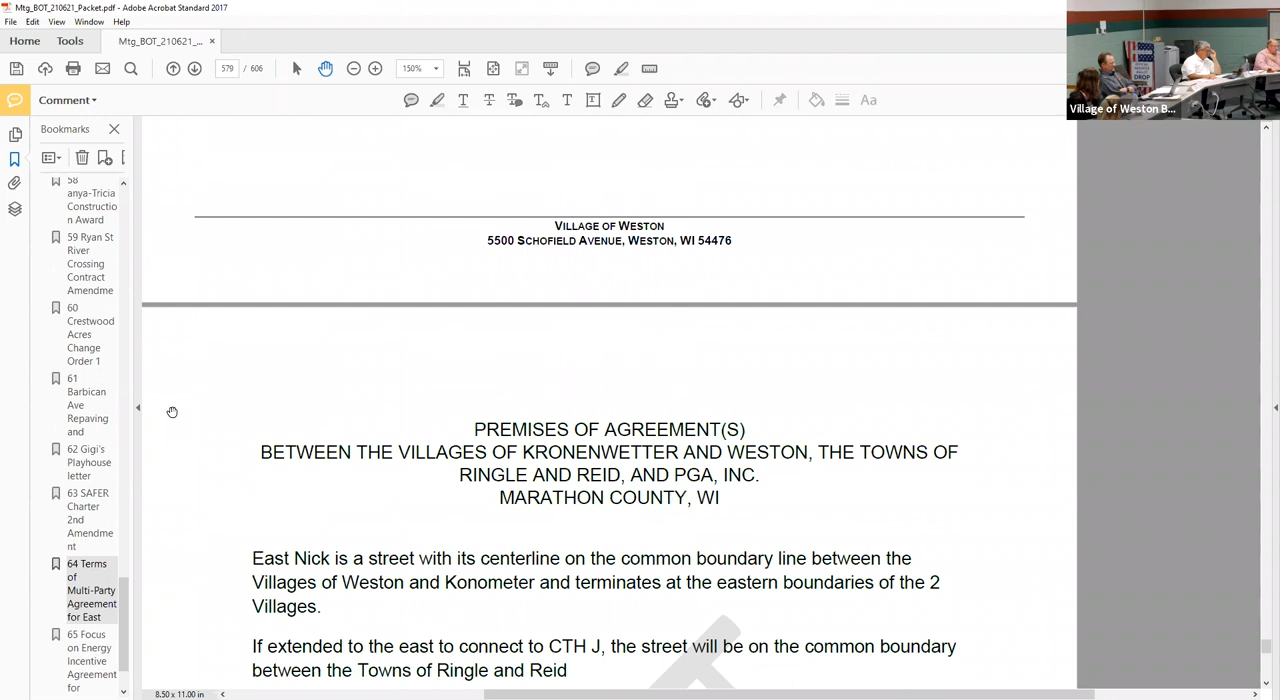 Mtg_BOT_210621_Packet.pdf - Adobe Acrobat Standard 2017
File Edit View Window Help
Home Tools Mtg_BOT_210621_... ×
579 / 606 150%
Comment
Aa
Village of Weston B...
Bookmarks
58
anya-Tricia
Constructio
n Award
59 Ryan St
River
Crossing
Contract
Amendme
60
Crestwood
Acres
Change
Order 1
61
Barbican
Ave
Repaving
and
62 Gigi's
Playhouse
letter
63 SAFER
Charter
2nd
Amendme
nt
64 Terms
of
Multi-Party
Agreement
for East
65 Focus
on Energy
Incentive
Agreement
for
VILLAGE OF WESTON
5500 SCHOFIELD AVENUE, WESTON, WI 54476
PREMISES OF AGREEMENT(S)
BETWEEN THE VILLAGES OF KRONENWETTER AND WESTON, THE TOWNS OF
RINGLE AND REID, AND PGA, INC.
MARATHON COUNTY, WI
East Nick is a street with its centerline on the common boundary line between the
Villages of Weston and Konometer and terminates at the eastern boundaries of the 2
Villages.
If extended to the east to connect to CTH J, the street will be on the common boundary
between the Towns of Ringle and Reid
8.50 x 11.00 in